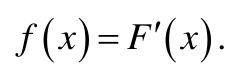 f(x) = F′(x).